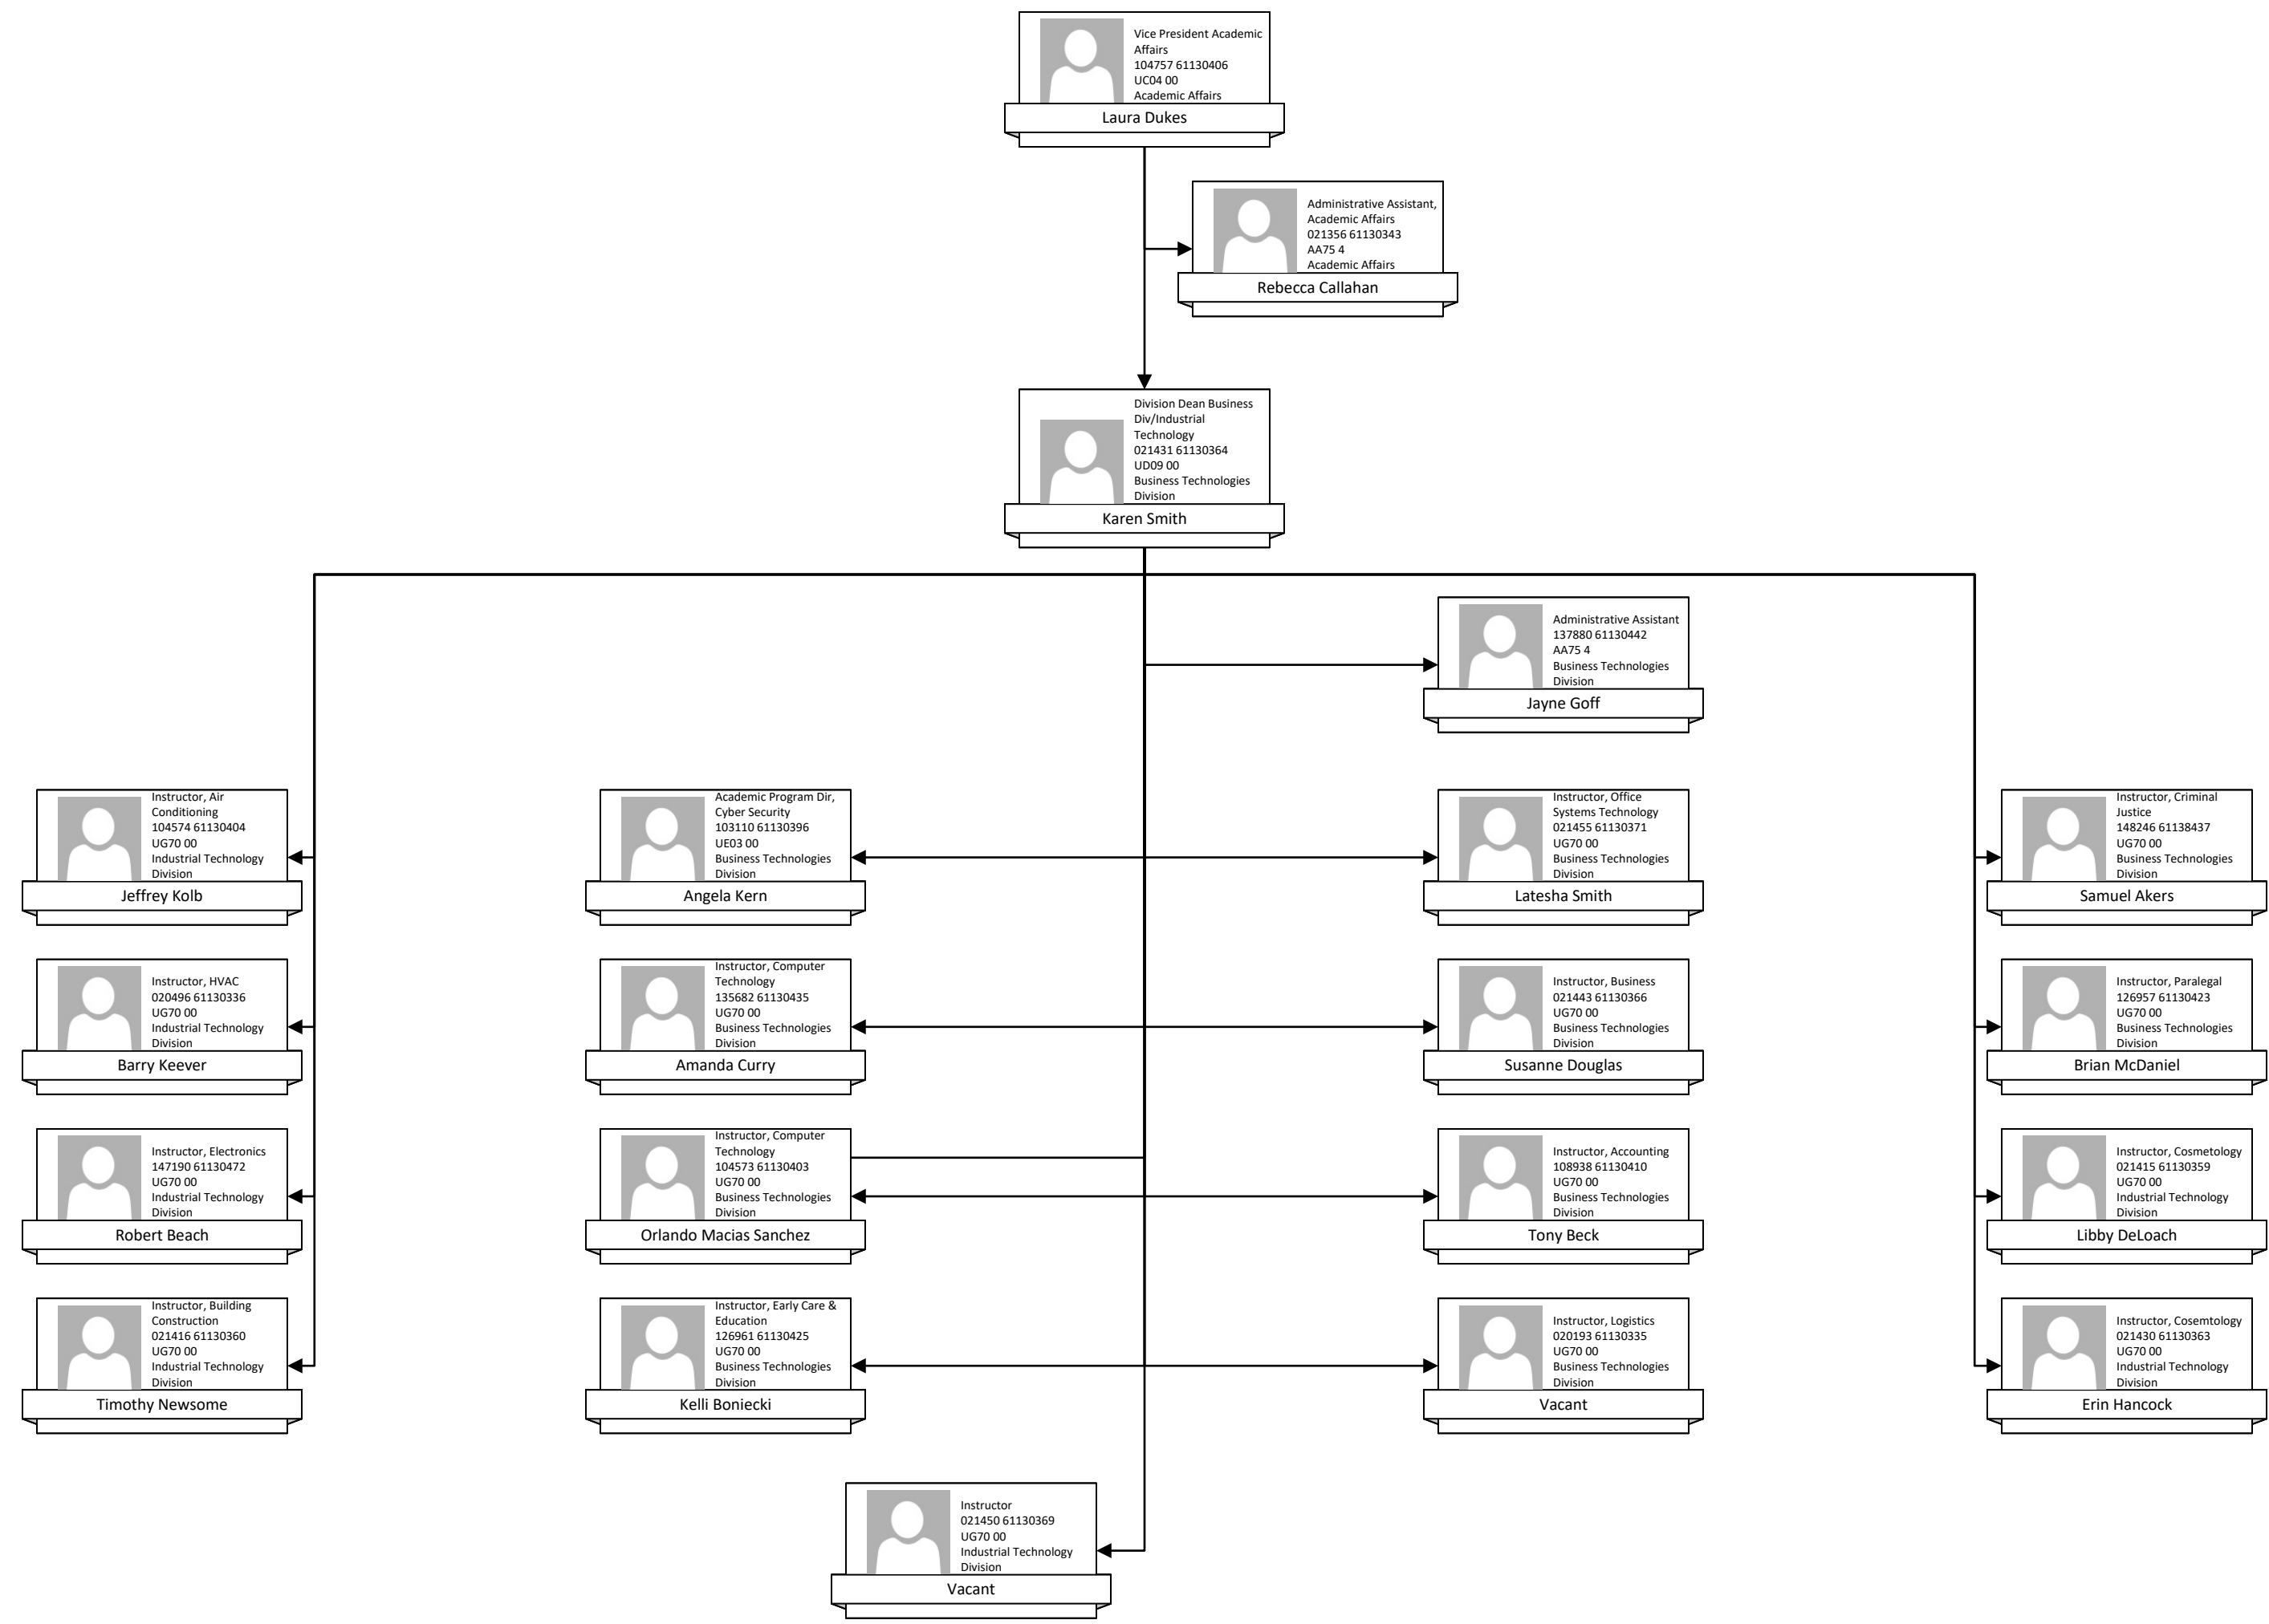 Vice President Academic
Affairs
104757 61130406
UC04 00
Academic Affairs
Laura Dukes
Administrative Assistant,
Academic Affairs
021356 61130343
AA75 4
Academic Affairs
Rebecca Callahan
Division Dean Business
Div/Industrial
Technology
021431 61130364
UD09 00
Business Technologies
Division
Karen Smith
Administrative Assistant
137880 61130442
AA75 4
Business Technologies
Division
Jayne Goff
Instructor, Air
Conditioning
104574 61130404
UG70 00
Industrial Technology
Division
Jeffrey Kolb
Academic Program Dir,
Cyber Security
103110 61130396
UE03 00
Business Technologies
Division
Angela Kern
Instructor, Office
Systems Technology
021455 61130371
UG70 00
Business Technologies
Division
Latesha Smith
Instructor, Criminal
Justice
148246 61138437
UG70 00
Business Technologies
Division
Samuel Akers
Instructor, HVAC
020496 61130336
UG70 00
Industrial Technology
Division
Barry Keever
Instructor, Computer
Technology
135682 61130435
UG70 00
Business Technologies
Division
Amanda Curry
Instructor, Business
021443 61130366
UG70 00
Business Technologies
Division
Susanne Douglas
Instructor, Paralegal
126957 61130423
UG70 00
Business Technologies
Division
Brian McDaniel
Instructor, Electronics
147190 61130472
UG70 00
Industrial Technology
Division
Robert Beach
Instructor, Computer
Technology
104573 61130403
UG70 00
Business Technologies
Division
Orlando Macias Sanchez
Instructor, Accounting
108938 61130410
UG70 00
Business Technologies
Division
Tony Beck
Instructor, Cosmetology
021415 61130359
UG70 00
Industrial Technology
Division
Libby DeLoach
Instructor, Building
Construction
021416 61130360
UG70 00
Industrial Technology
Division
Timothy Newsome
Instructor, Early Care &
Education
126961 61130425
UG70 00
Business Technologies
Division
Kelli Boniecki
Instructor, Logistics
020193 61130335
UG70 00
Business Technologies
Division
Vacant
Instructor, Cosemtology
021430 61130363
UG70 00
Industrial Technology
Division
Erin Hancock
Instructor
021450 61130369
UG70 00
Industrial Technology
Division
Vacant